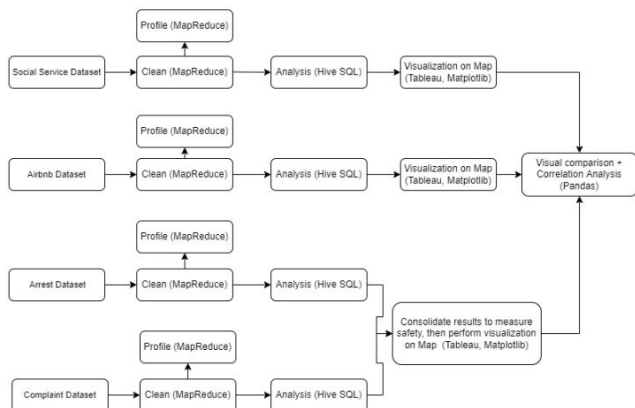 Profile (MapReduce)
Social Service Dataset
Clean (MapReduce)
Analysis (Hive SQL)
Visualization on Map
(Tableau, Matplotlib)
Profile (MapReduce)
Airbnb Dataset
Clean (MapReduce)
Analysis (Hive SQL)
Visualization on Map
(Tableau, Matplotlib)
Visual comparison +
Correlation Analysis
(Pandas)
Profile (MapReduce)
Arrest Dataset
Clean (MapReduce)
Analysis (Hive SQL)
Consolidate results to measure
safety, then perform visualization
on Map (Tableau, Matplotlib)
Profile (MapReduce)
Complaint Dataset
Clean (MapReduce)
Analysis (Hive SQL)